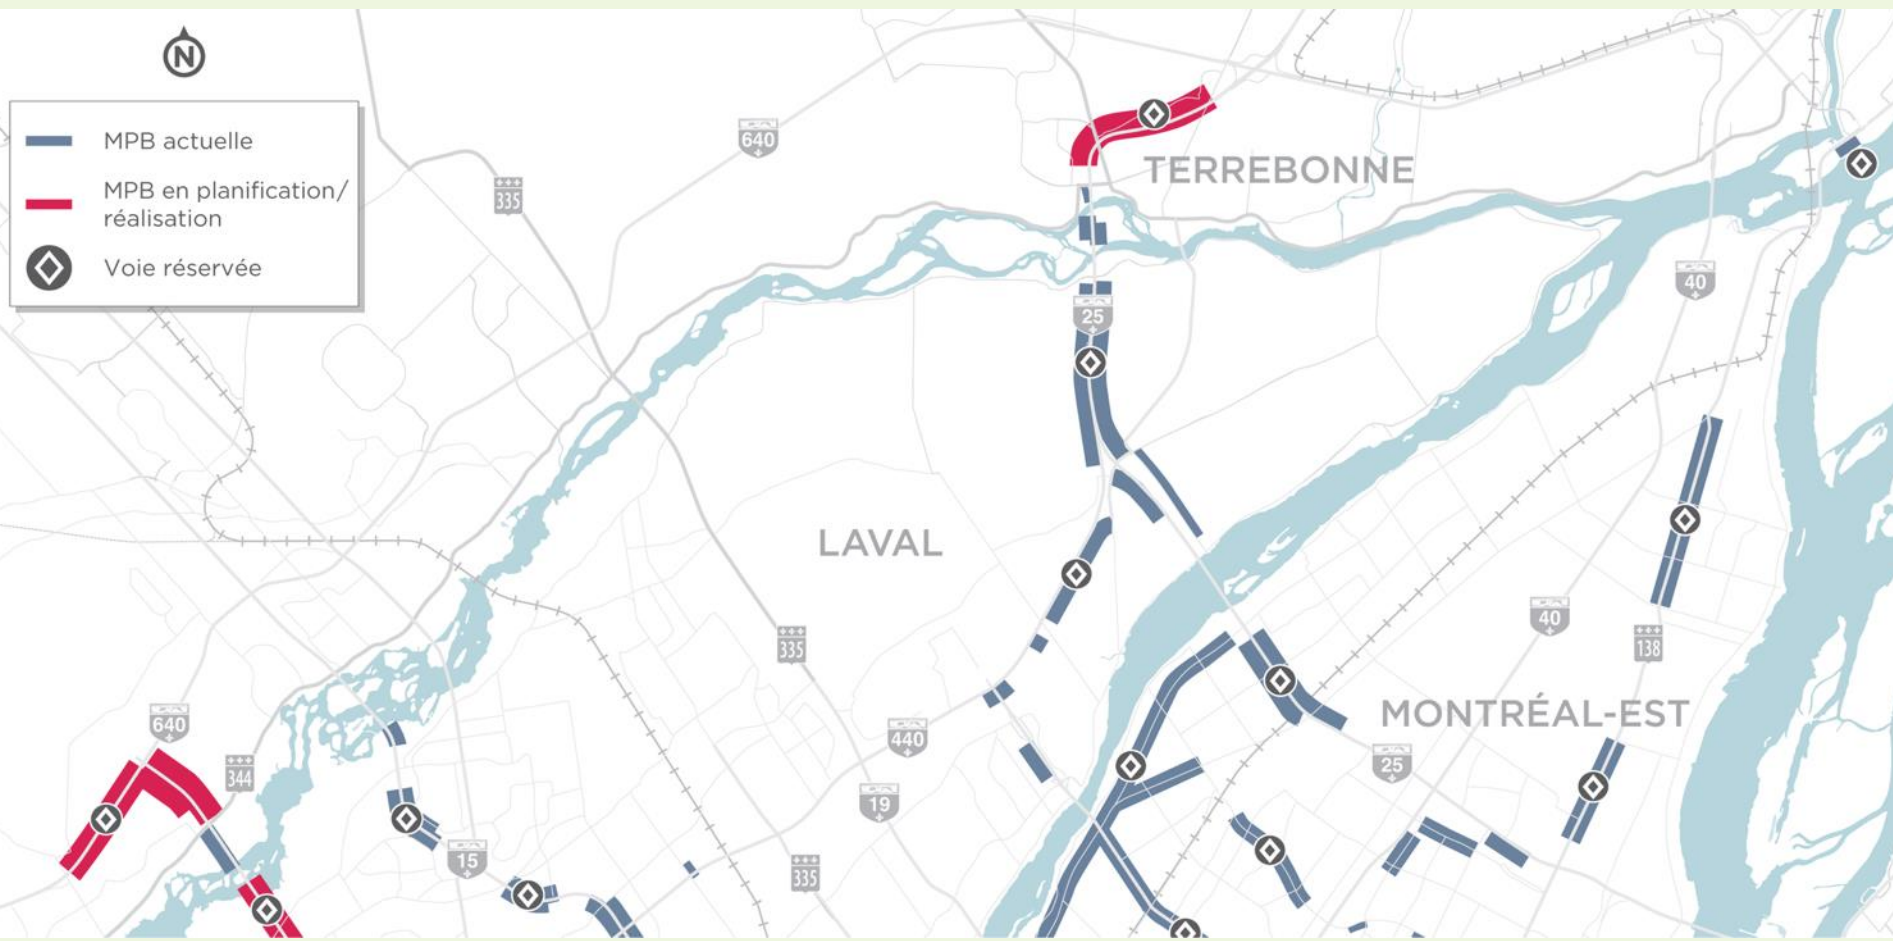 N
MPB actuelle
MPB en planification/
réalisation
Voie réservée
640
335
TERREBONNE
40
25
LAVAL
335
40
138
640
344
440
MONTRÉAL-EST
25
19
15
335